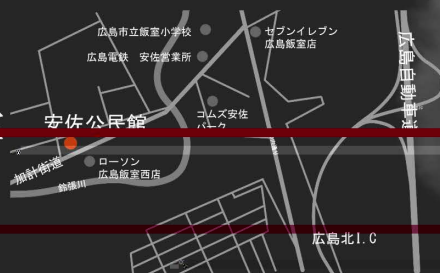 広島市立飯室小学校
セブンイレブン
広島飯室店
広島電鉄 安佐営業所
広島自動車道
コムズ安佐
パーク
安佐公民館
ローソン
広島飯室西店
加計街道
鈴張川
広島北I.C